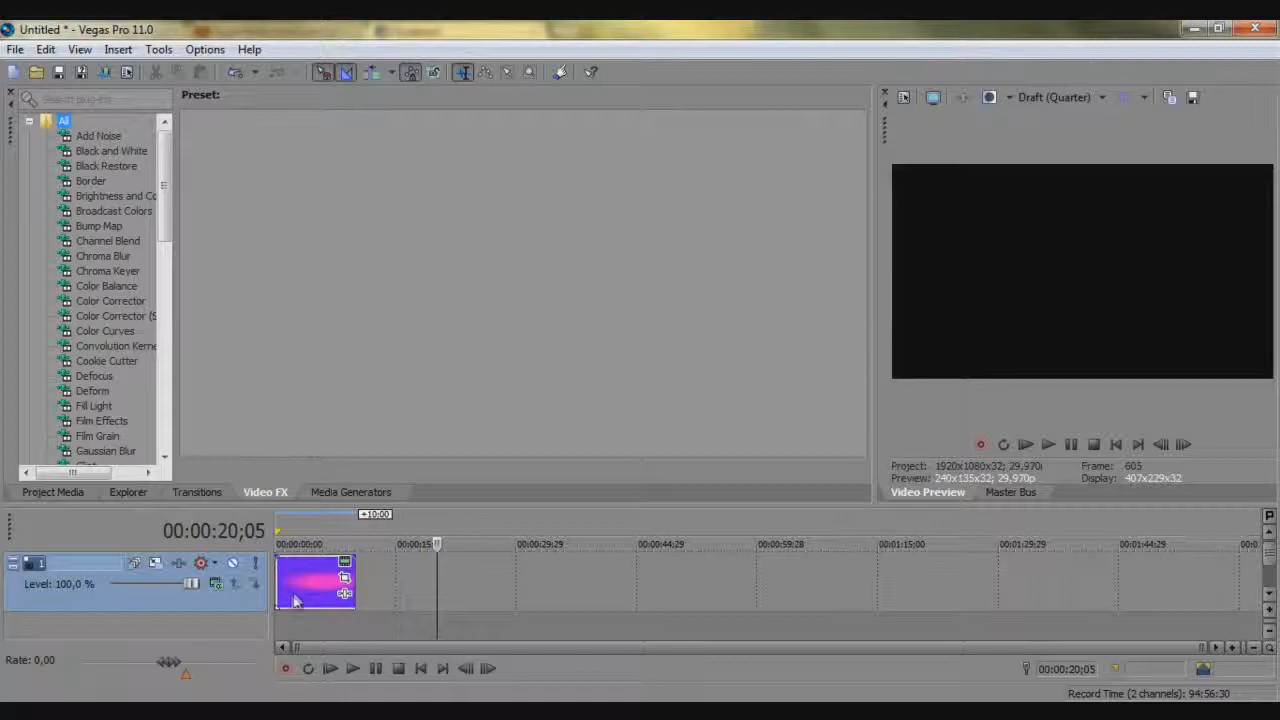 Untitled * - Vegas Pro 11.0
File Edit View Insert Tools Options Help
Search plug-ins
Preset:
Draft (Quarter)
All
Add Noise
Black and White
Black Restore
Border
Brightness and Co
Broadcast Colors
Bump Map
Channel Blend
Chroma Blur
Chroma Keyer
Color Balance
Color Corrector
Color Corrector (S
Color Curves
Convolution Kerne
Cookie Cutter
Defocus
Deform
Fill Light
Film Effects
Film Grain
Gaussian Blur
Project: 1920x1080x32; 29,970i Frame: 605
Preview: 240x135x32; 29,970p Display: 407x229x32
Project Media Explorer Transitions Video FX Media Generators
Video Preview Master Bus
+10:00
00:00:20;05
00:00:00;00 00:00:15 00:00:29;29 00:00:44;29 00:00:59;28 00:01:15;00 00:01:29;29 00:01:44;29 00:0
1
Level: 100,0 %
Rate: 0,00
00:00:20;05
Record Time (2 channels): 94:56:30